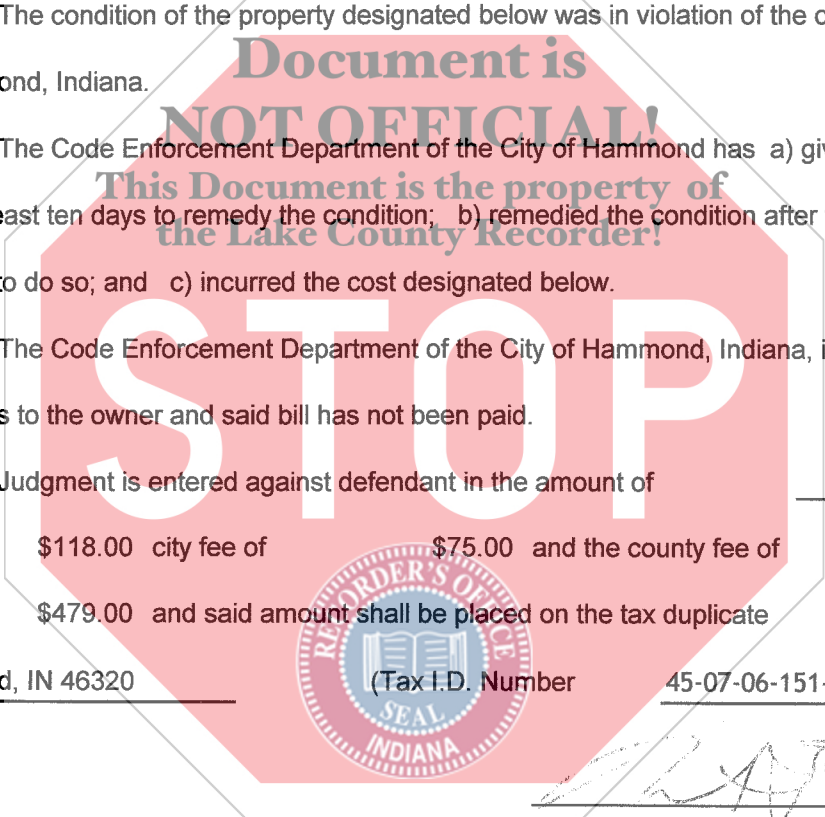 The condition of the property designated below was in violation of the
Document is
ond, Indiana.
NOT OFFICIAL!
The Code Enforcement Department of the City of Hammond has a) giv
This Document is the property of
east ten days to remedy the condition; b) remedied the condition after
the Lake County Recorder!
to do so; and c) incurred the cost designated below.
STOP
The Code Enforcement Department of the City of Hammond, Indiana, i
s to the owner and said bill has not been paid.
Judgment is entered against defendant in the amount of
$118.00 city fee of $75.00 and the county fee of
$479.00 and said amount shall be placed on the tax duplicate
d, IN 46320 (Tax I.D. Number 45-07-06-151-
RECORDER'S OFFICE
SEAL
INDIANA